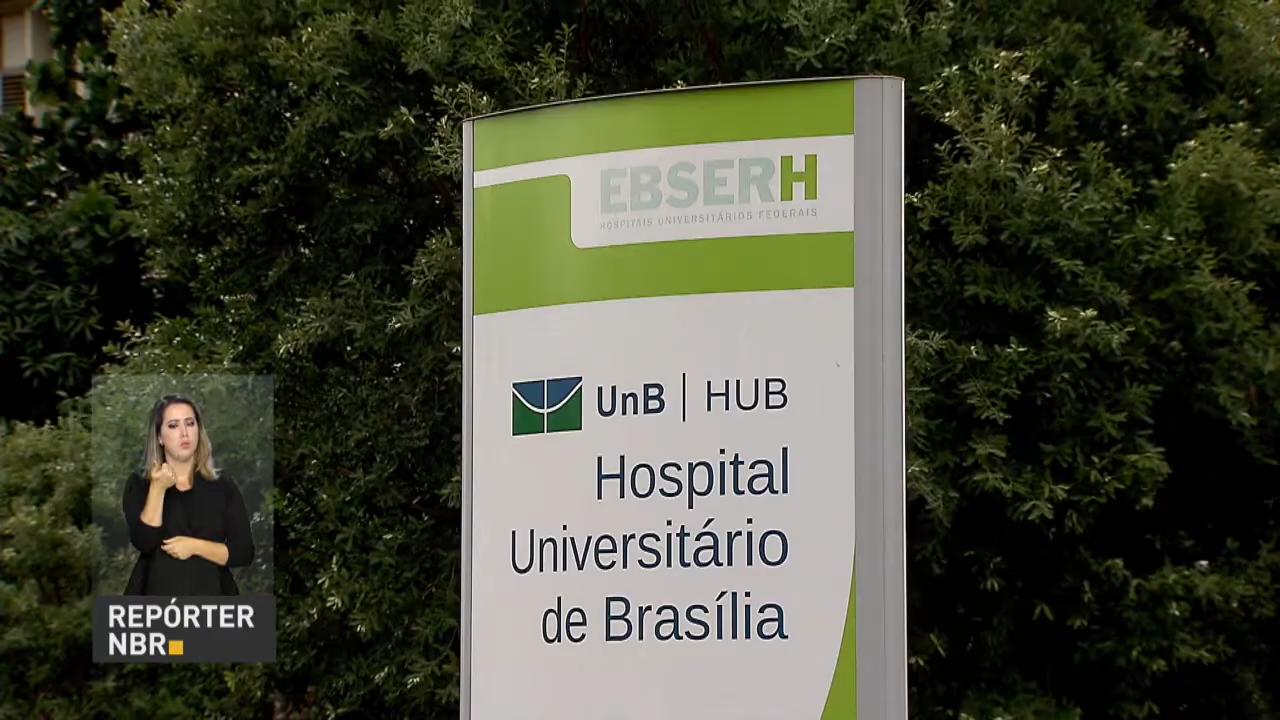 EBSERH
HOSPITAIS UNIVERSITÁRIOS FEDERAIS
UnB | HUB
Hospital
Universitário
de Brasília
REPÓRTER
NBR